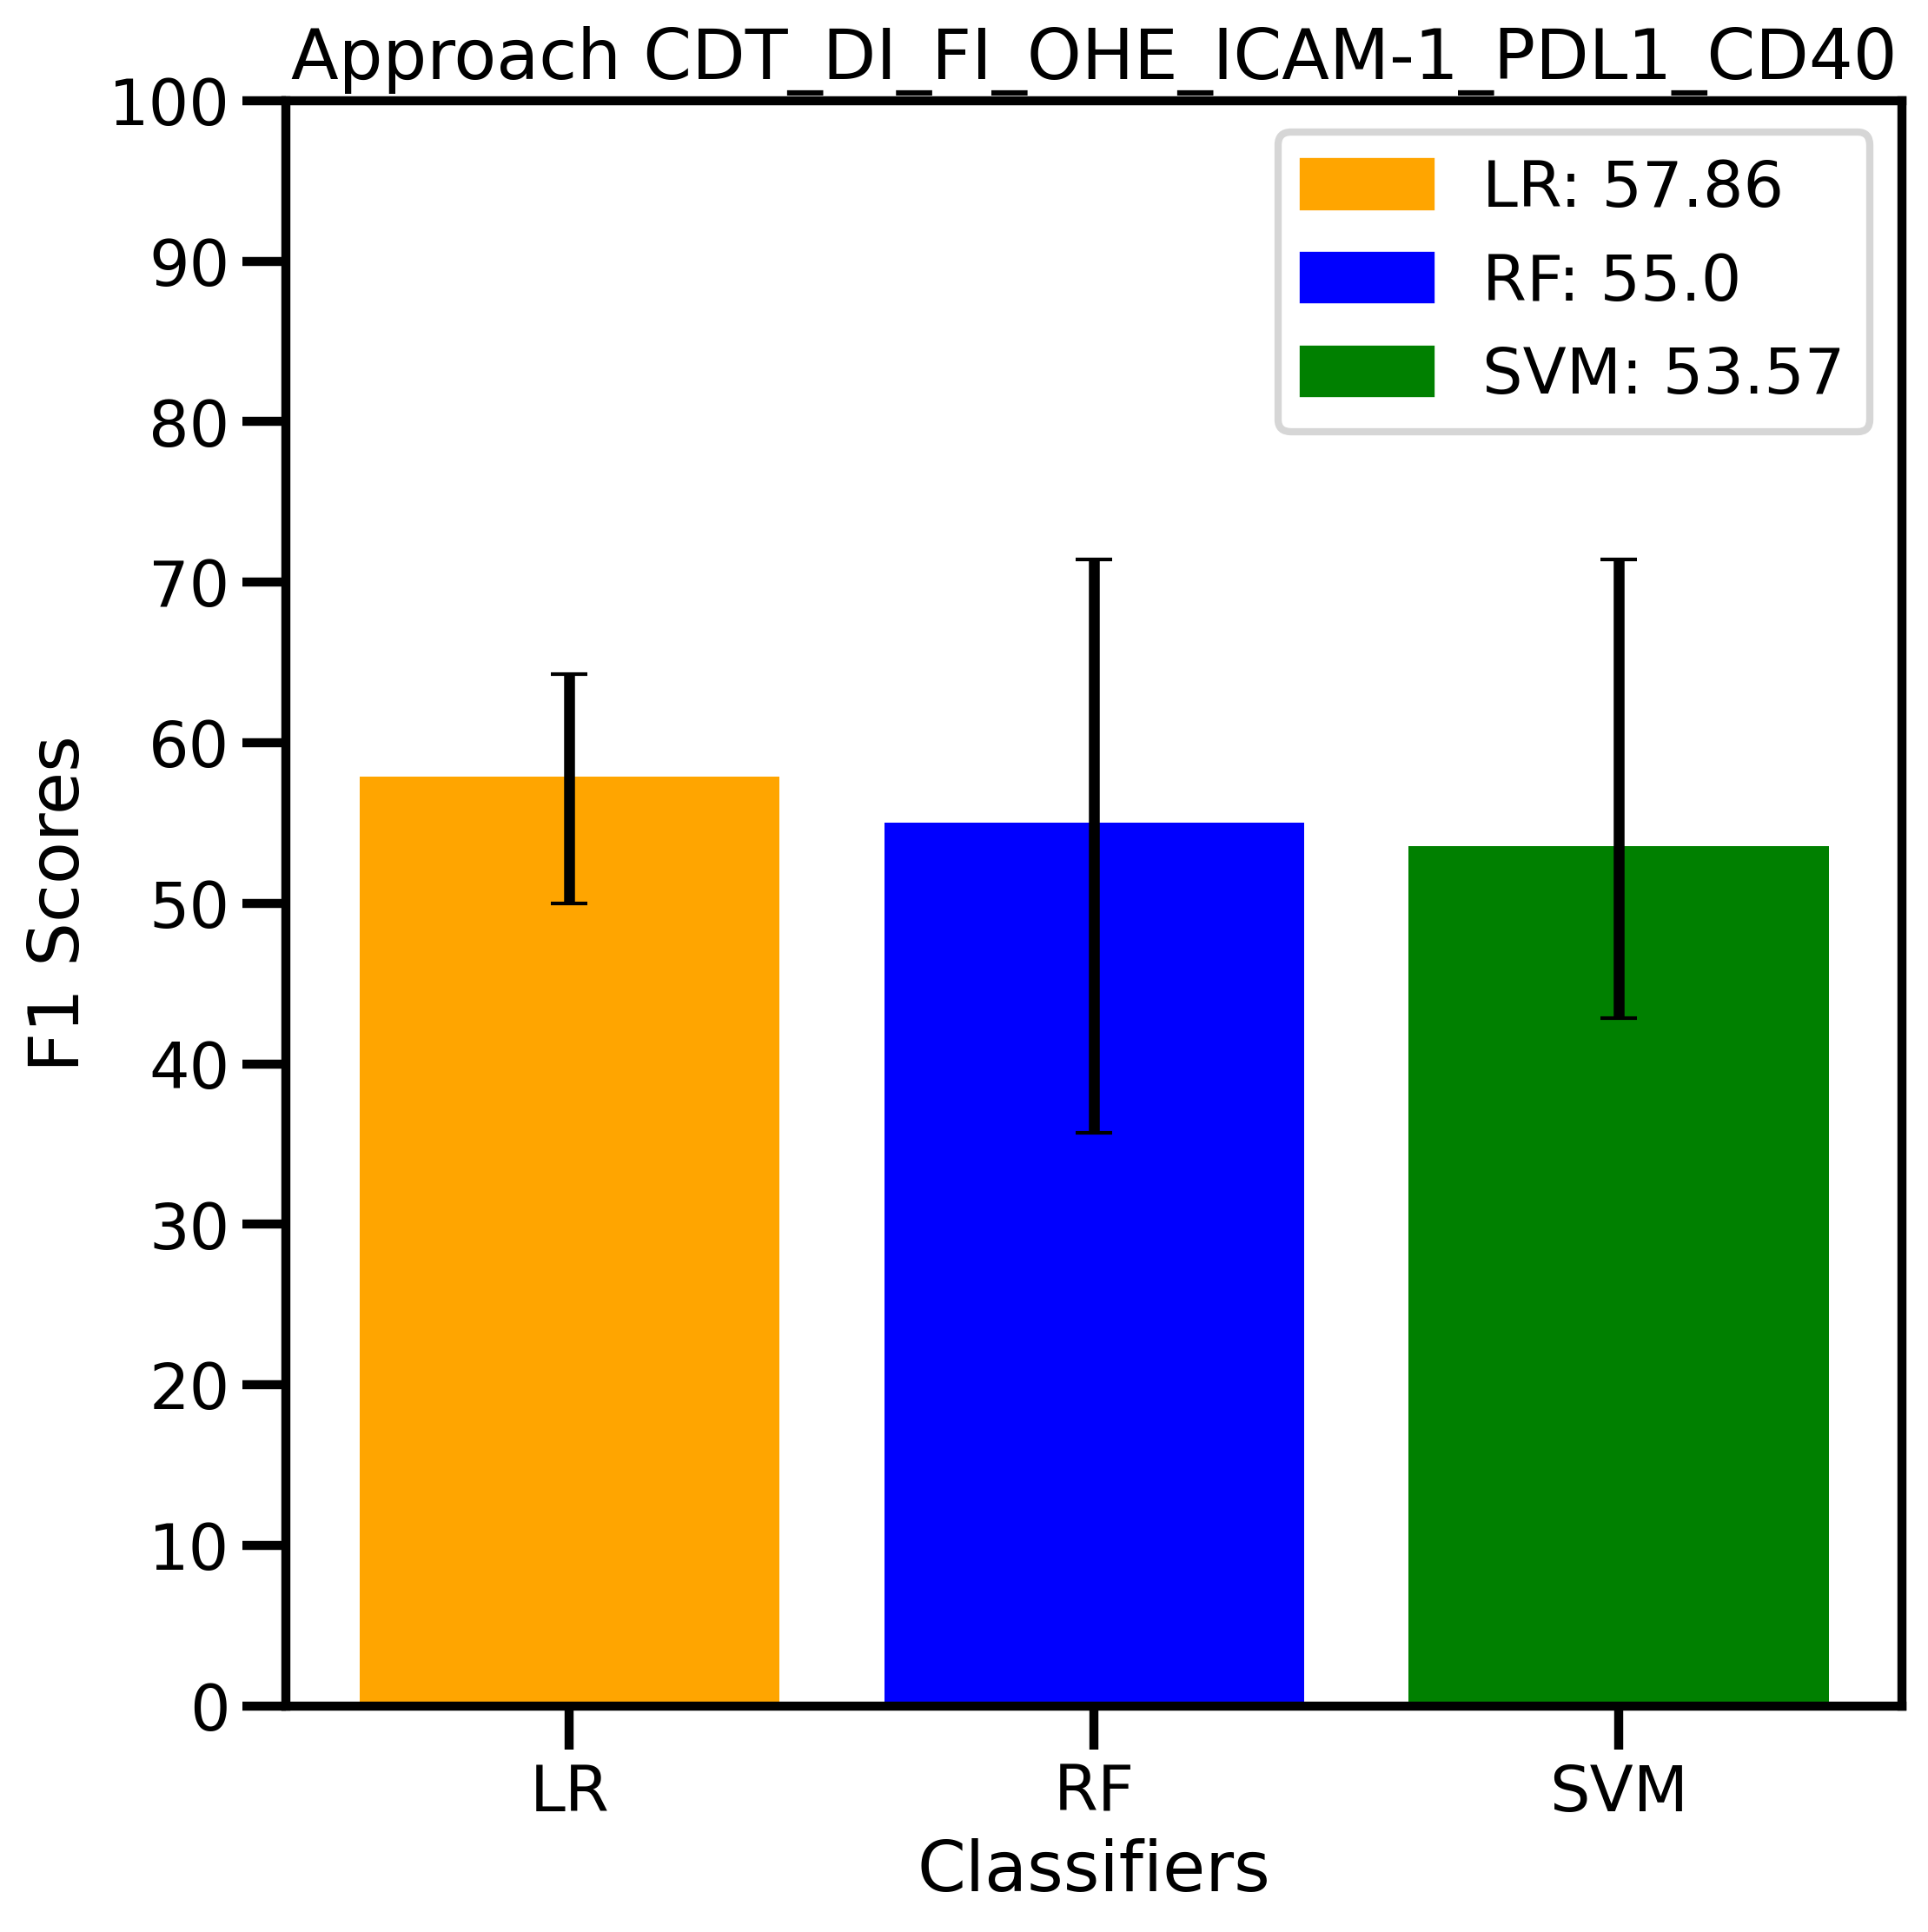 Approach CDT_DI_FI_OHE_ICAM-1_PDL1_CD40
LR: 57.86
RF: 55.0
SVM: 53.57
F1 Scores
100
90
80
70
60
50
40
30
20
10
0
LR
RF
SVM
Classifiers